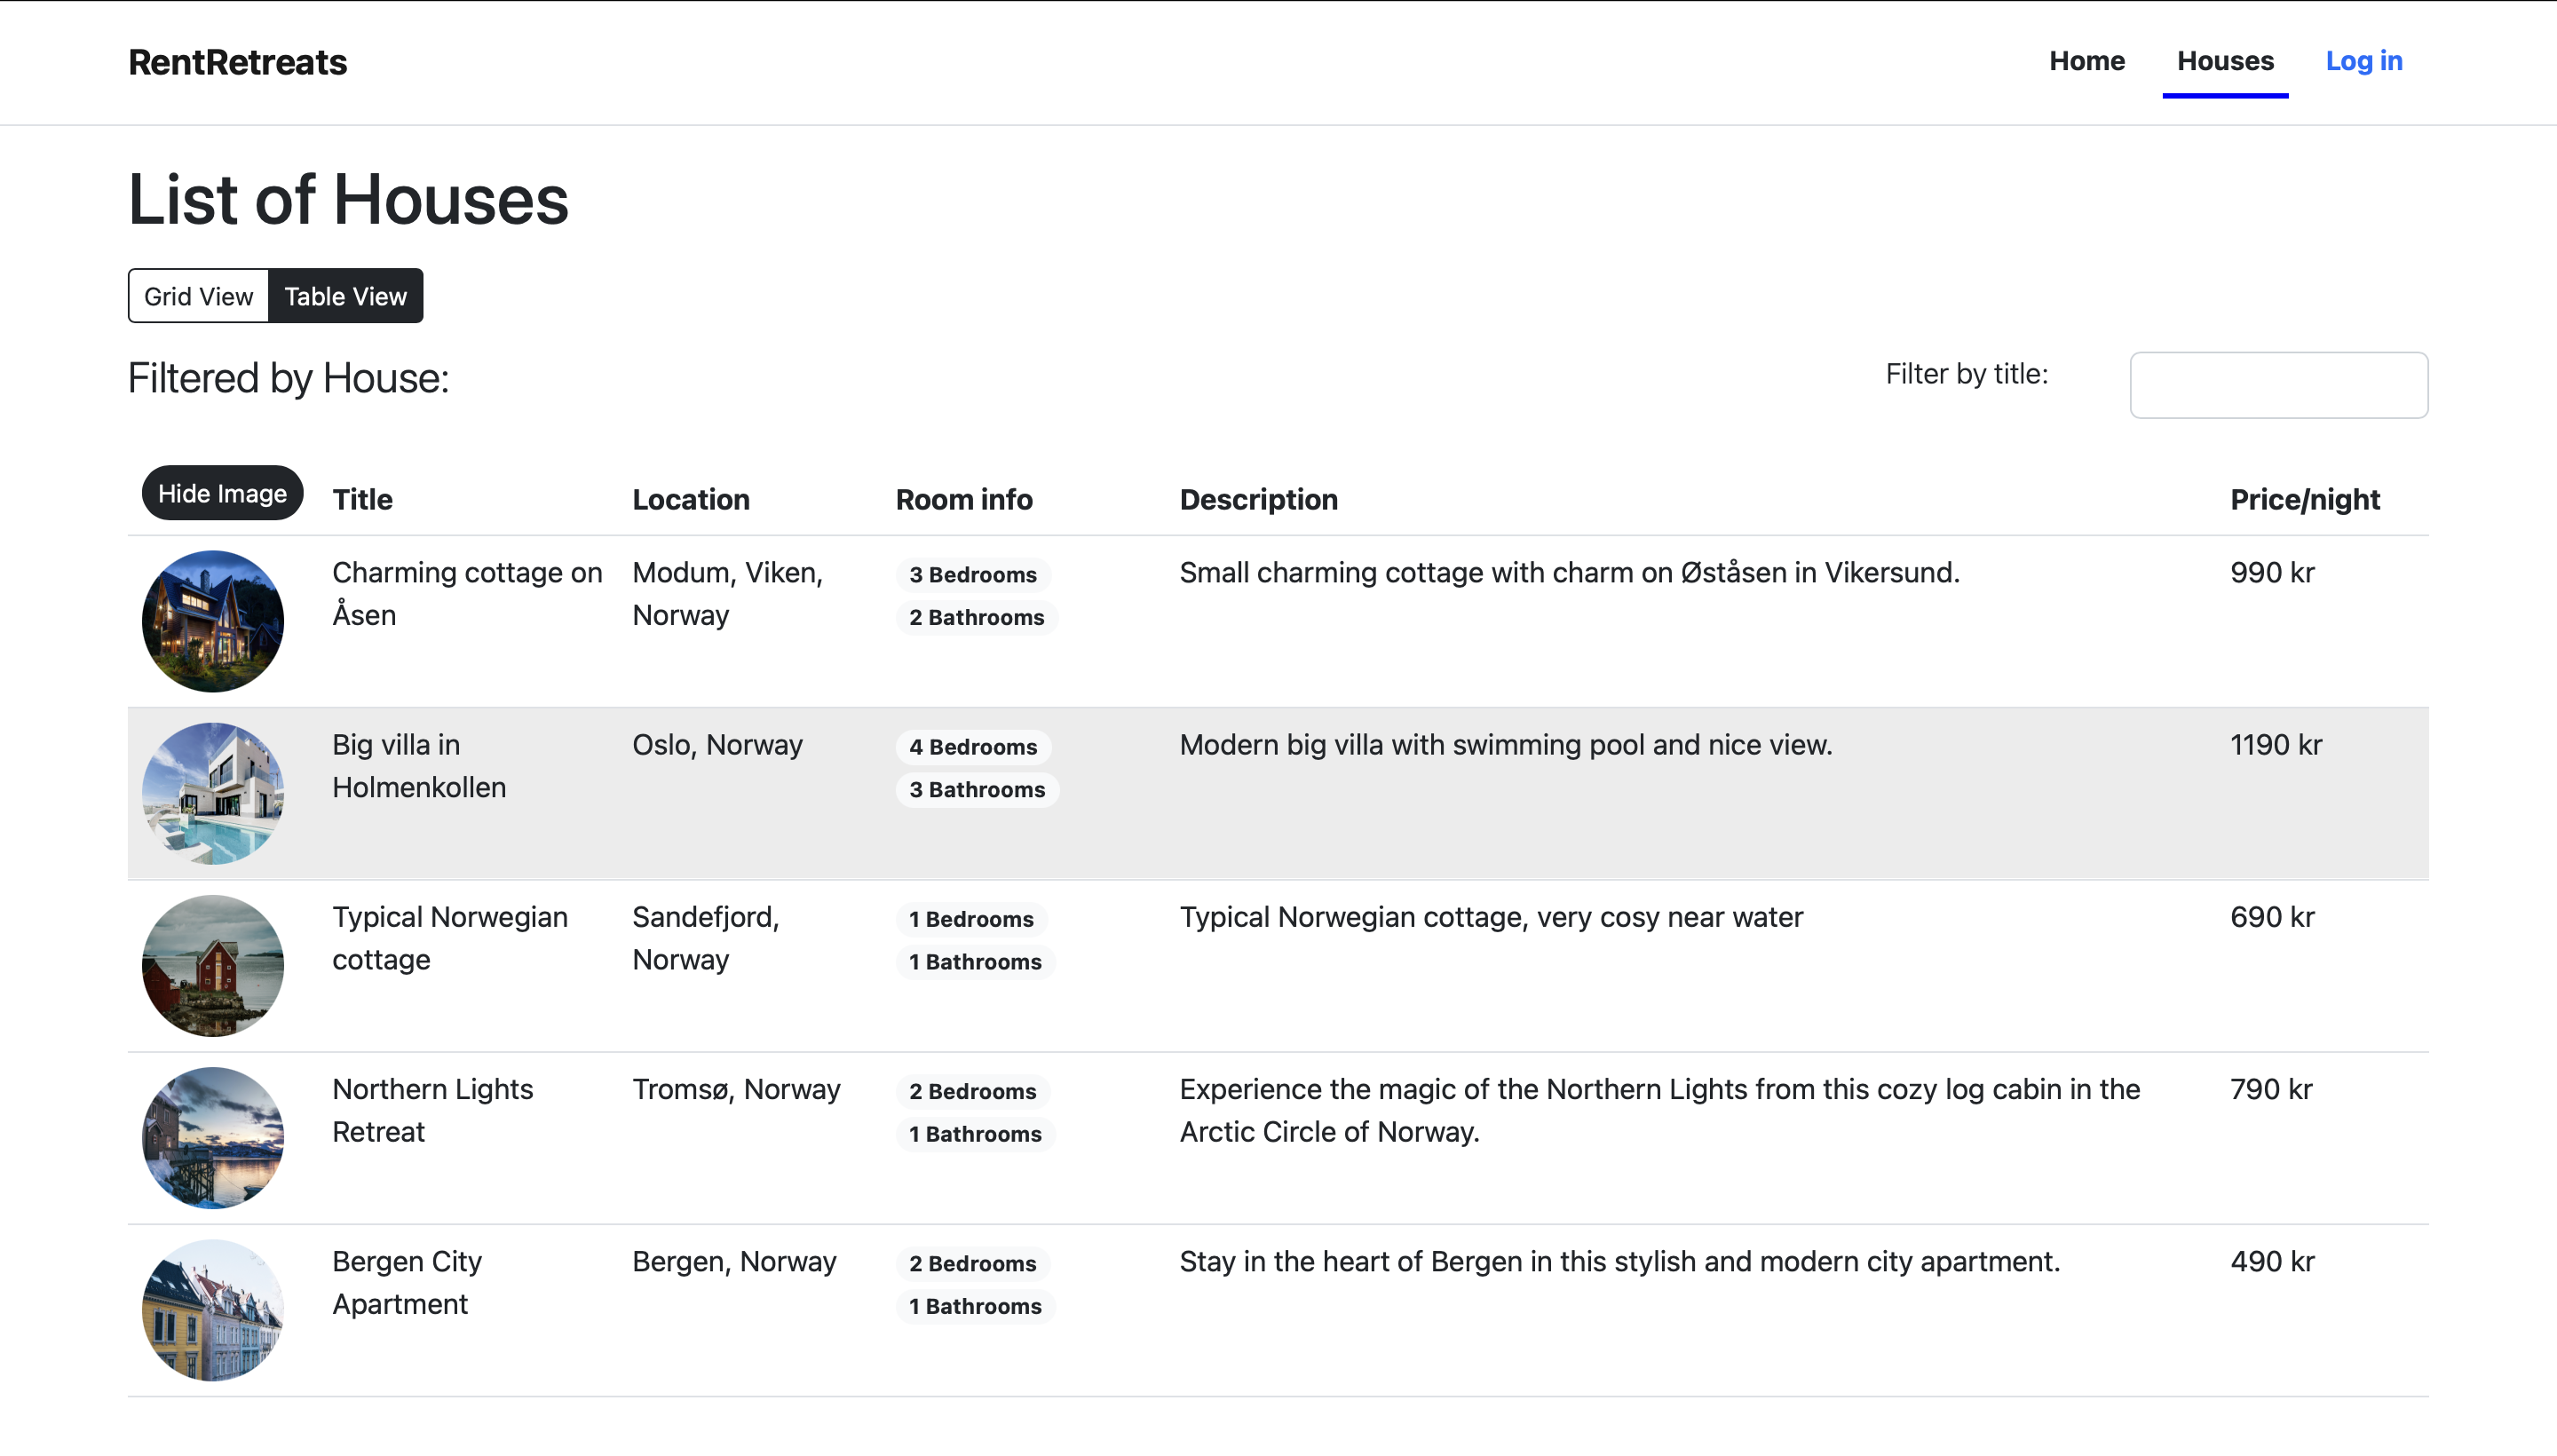 RentRetreats
Home
Houses
Log in
List of Houses
Grid View
Table View
Filtered by House:
Filter by title:
Hide Image
Title
Location
Room info
Description
Price/night
Charming cottage on
Åsen
Modum, Viken,
Norway
3 Bedrooms
2 Bathrooms
Small charming cottage with charm on Øståsen in Vikersund.
990 kr
Big villa in
Holmenkollen
Oslo, Norway
4 Bedrooms
3 Bathrooms
Modern big villa with swimming pool and nice view.
1190 kr
Typical Norwegian
cottage
Sandefjord,
Norway
1 Bedrooms
1 Bathrooms
Typical Norwegian cottage, very cosy near water
690 kr
Northern Lights
Retreat
Tromsø, Norway
2 Bedrooms
1 Bathrooms
Experience the magic of the Northern Lights from this cozy log cabin in the
Arctic Circle of Norway.
790 kr
Bergen City
Apartment
Bergen, Norway
2 Bedrooms
1 Bathrooms
Stay in the heart of Bergen in this stylish and modern city apartment.
490 kr